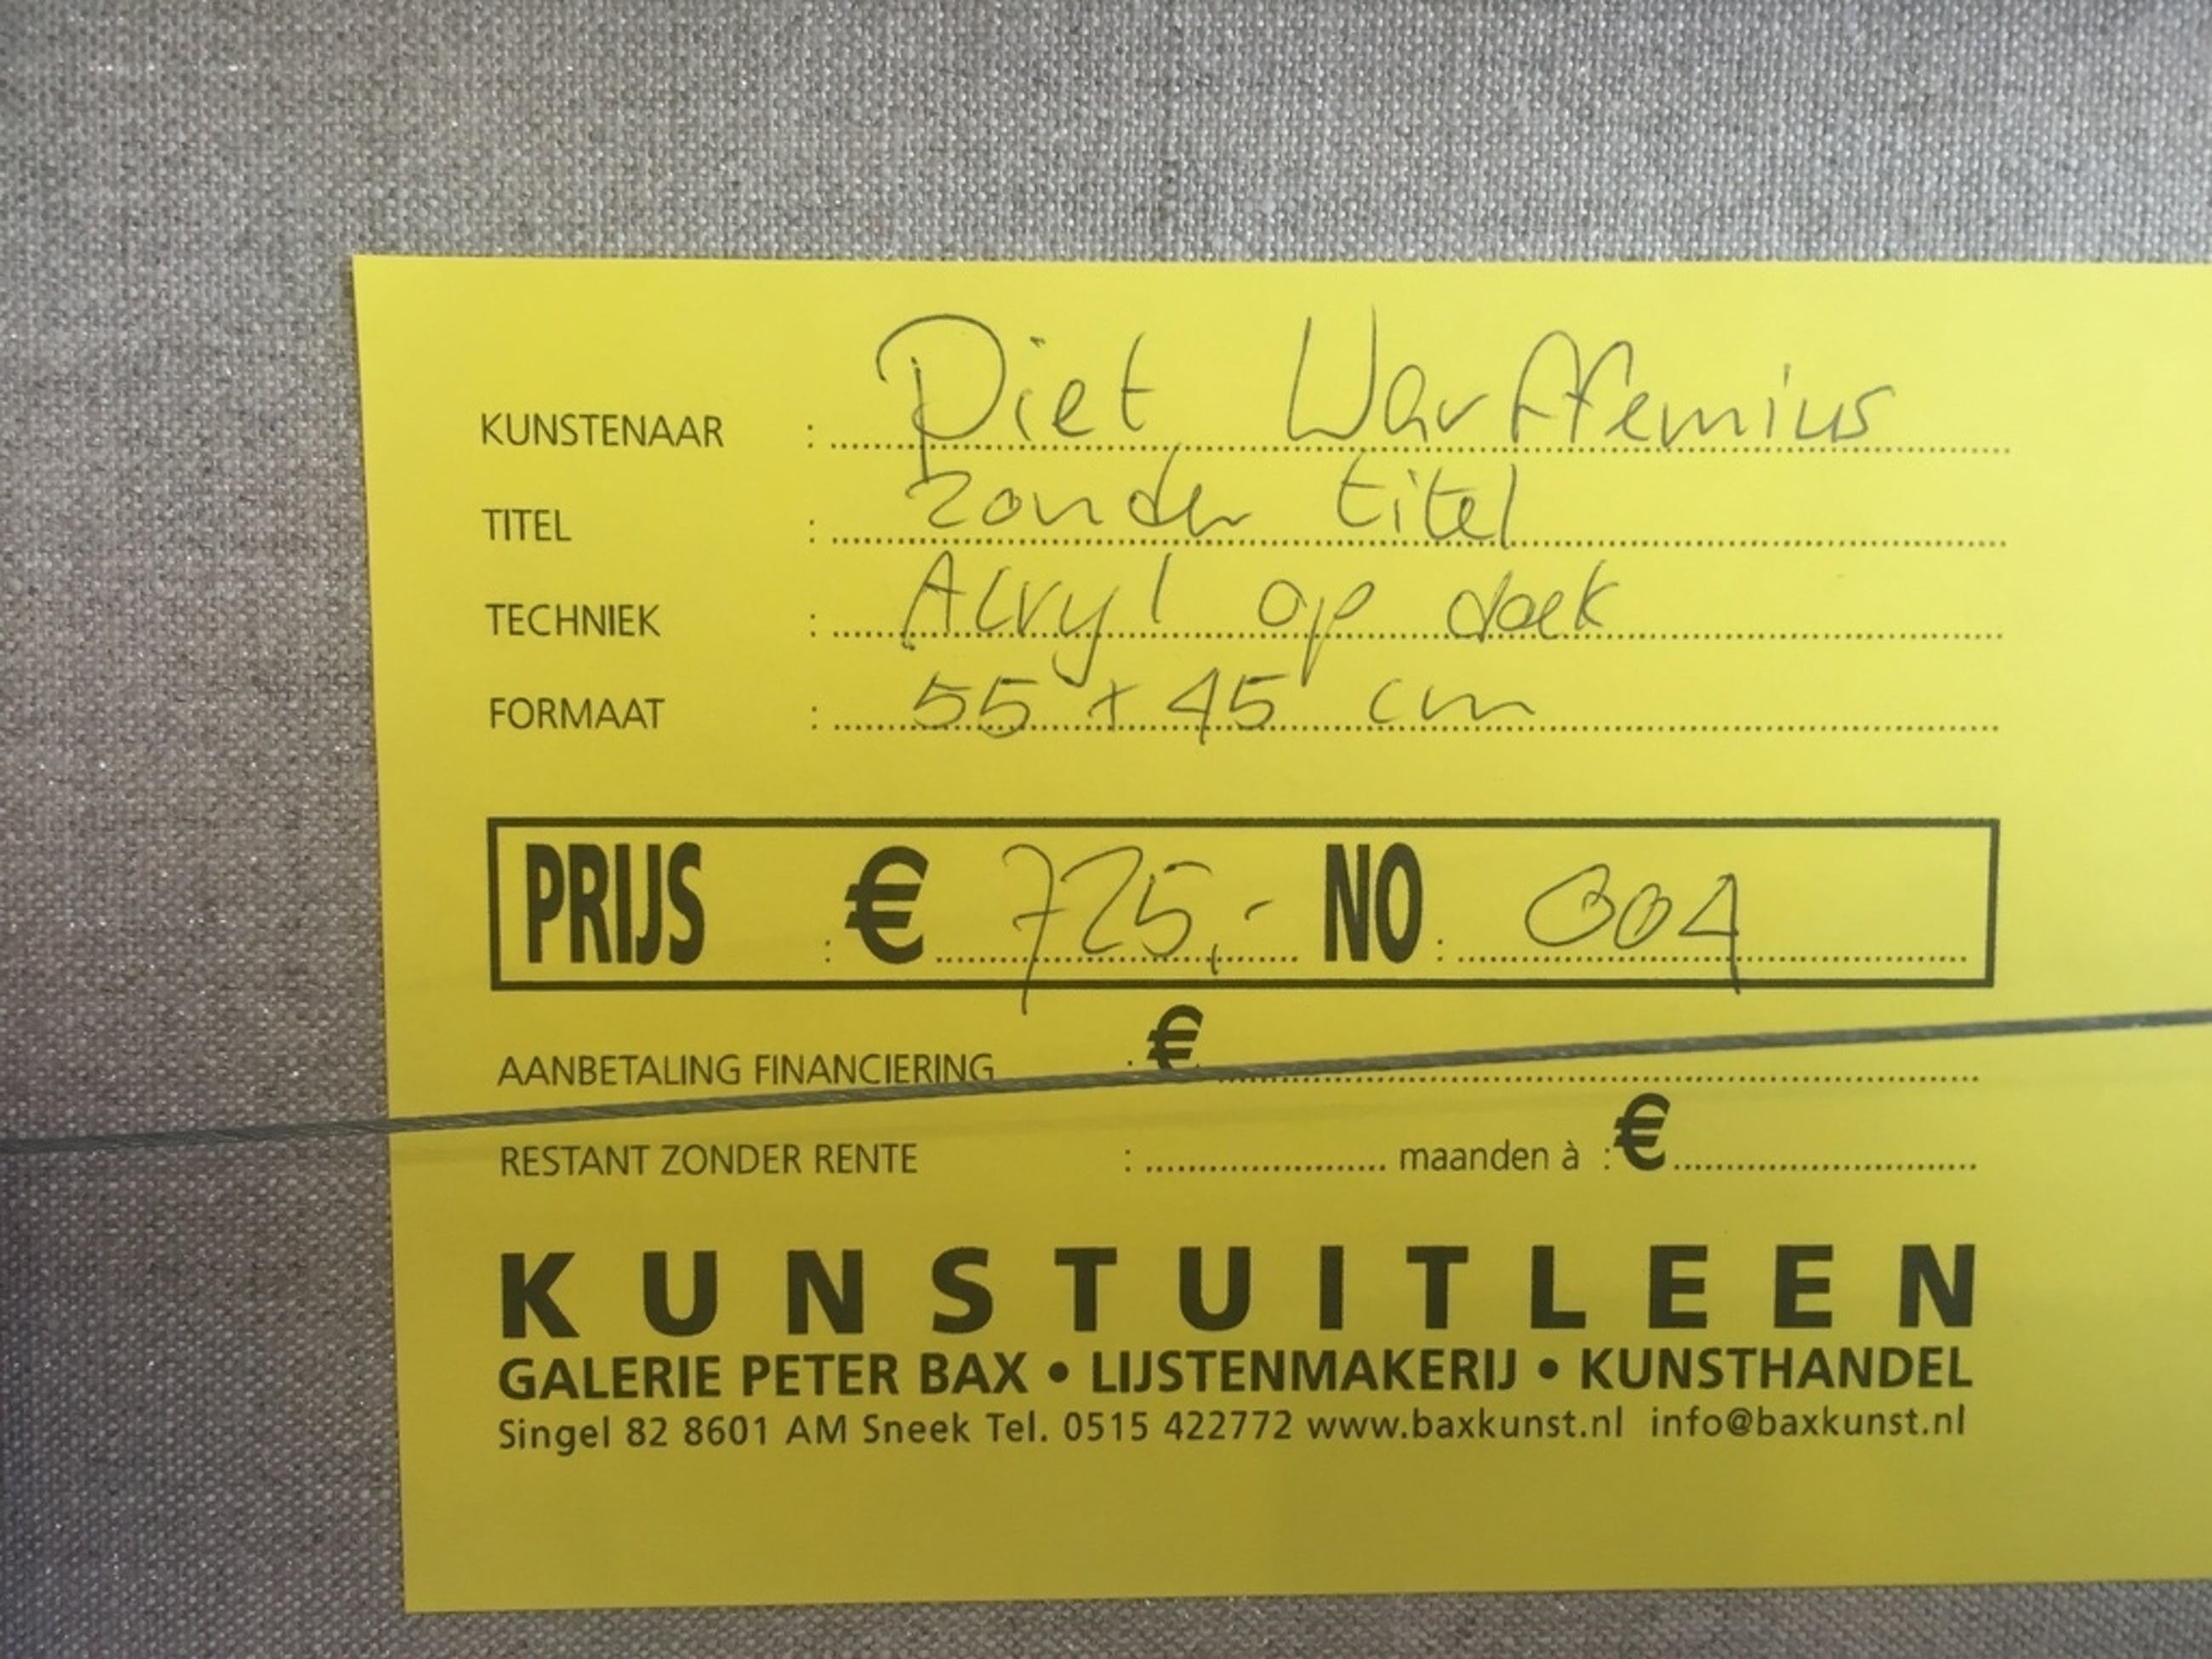 KUNSTENAAR : Piet Warffemius
TITEL : zonder titel
TECHNIEK : Acryl op doek
FORMAAT : 55 x 45 cm
PRIJS : € 725,- NO : 004
AANBETALING FINANCIERING : €
RESTANT ZONDER RENTE : maanden à : €
KUNSTUITLEEN
GALERIE PETER BAX • LIJSTENMAKERIJ • KUNSTHANDEL
Singel 82 8601 AM Sneek Tel. 0515 422772 www.baxkunst.nl info@baxkunst.nl